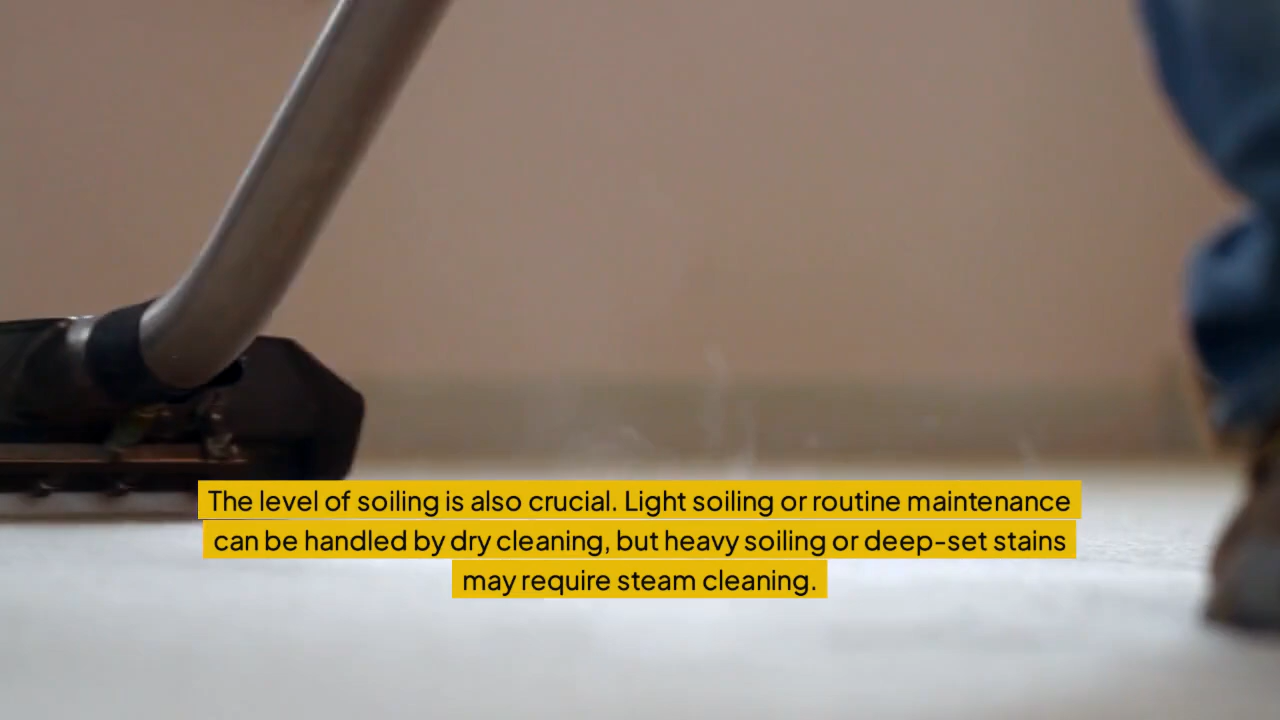 The level of soiling is also crucial. Light soiling or routine maintenance
can be handled by dry cleaning, but heavy soiling or deep-set stains
may require steam cleaning.